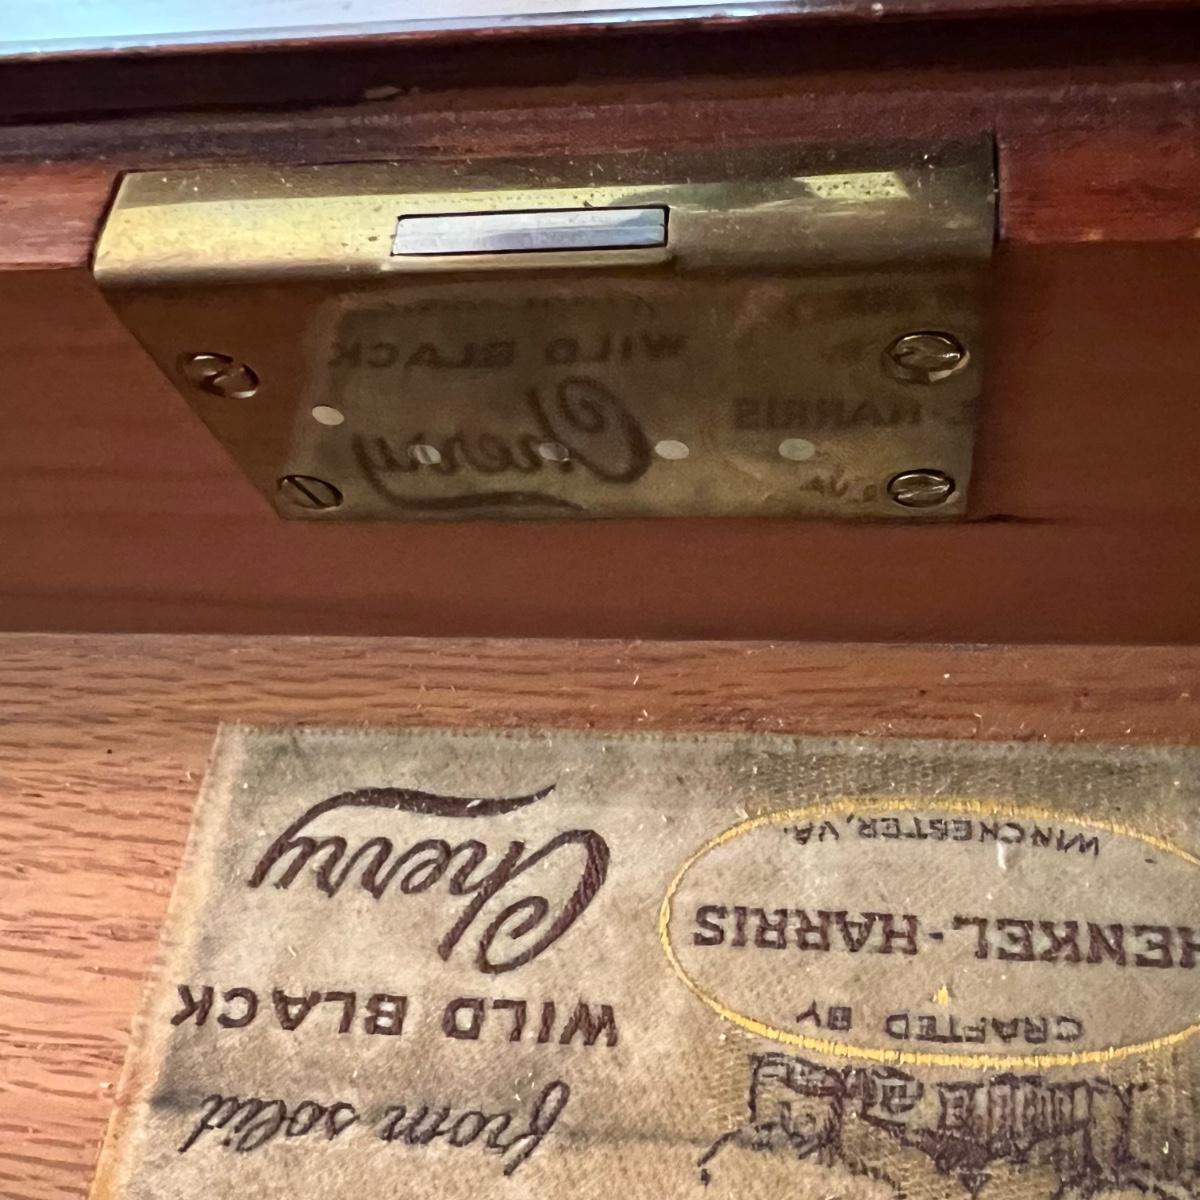 CRAFTED BY
HENKEL-HARRIS
WINCHESTER, VA.
from solid
WILD BLACK
Cherry